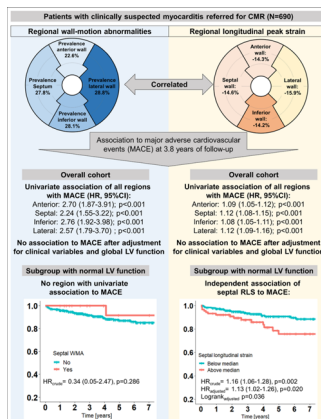 Patients with clinically suspected myocarditis referred for CMR (N=690)
Regional wall-motion abnormalities
Regional longitudinal peak strain
Prevalence
anterior wall
22.6%
Prevalence
Septum
27.8%
Prevalence
lateral wall
Prevalence
inferior wall
28.1%
Correlated
Anterior
wall:
-14.3%
Septal
wall:
-14.6%
Lateral
wall:
-15.9%
Inferior
wall:
-14.2%
Association to major adverse cardiovascular
events (MACE) at 3.8 years of follow-up
Overall cohort
Univariate association of all regions
with MACE (HR, 95%CI):
Anterior: 2.70 (1.87-3.91); p<0.001
Septal: 2.24 (1.55-3.22); p<0.001
Inferior: 2.76 (1.92-3.98); p<0.001
Lateral: 2.57 (1.79-3.70) ; p<0.001
No association to MACE after adjustment
for clinical variables and global LV function
Overall cohort
Univariate association of all regions
with MACE (HR, 95%CI):
Anterior: 1.09 (1.05-1.12); p<0.001
Septal: 1.12 (1.08-1.15); p<0.001
Inferior: 1.08 (1.05-1.11); p<0.001
Lateral: 1.12 (1.09-1.16); p<0.001
No association to MACE after adjustment
for clinical variables and global LV function
Subgroup with normal LV function
No region with univariate
association to MACE
1.0
0.8
0.6
0.4
0.2
Septal WMA
No
Yes
HRcrude= 0.34 (0.05-2.47), p=0.286
0 1 2 3 4 5 6 7
Time [years]
Subgroup with normal LV function
Independent association of
septal RLS to MACE:
1.0
0.8
0.6
0.4
0.2
Septal longitudinal strain
Below median
Above median
HRcrude= 1.16 (1.06-1.28), p=0.002
HRadjusted=1.13 (1.02-1.26), p=0.020
Logrankadjusted p=0.036
0 1 2 3 4 5 6 7
Time [years]